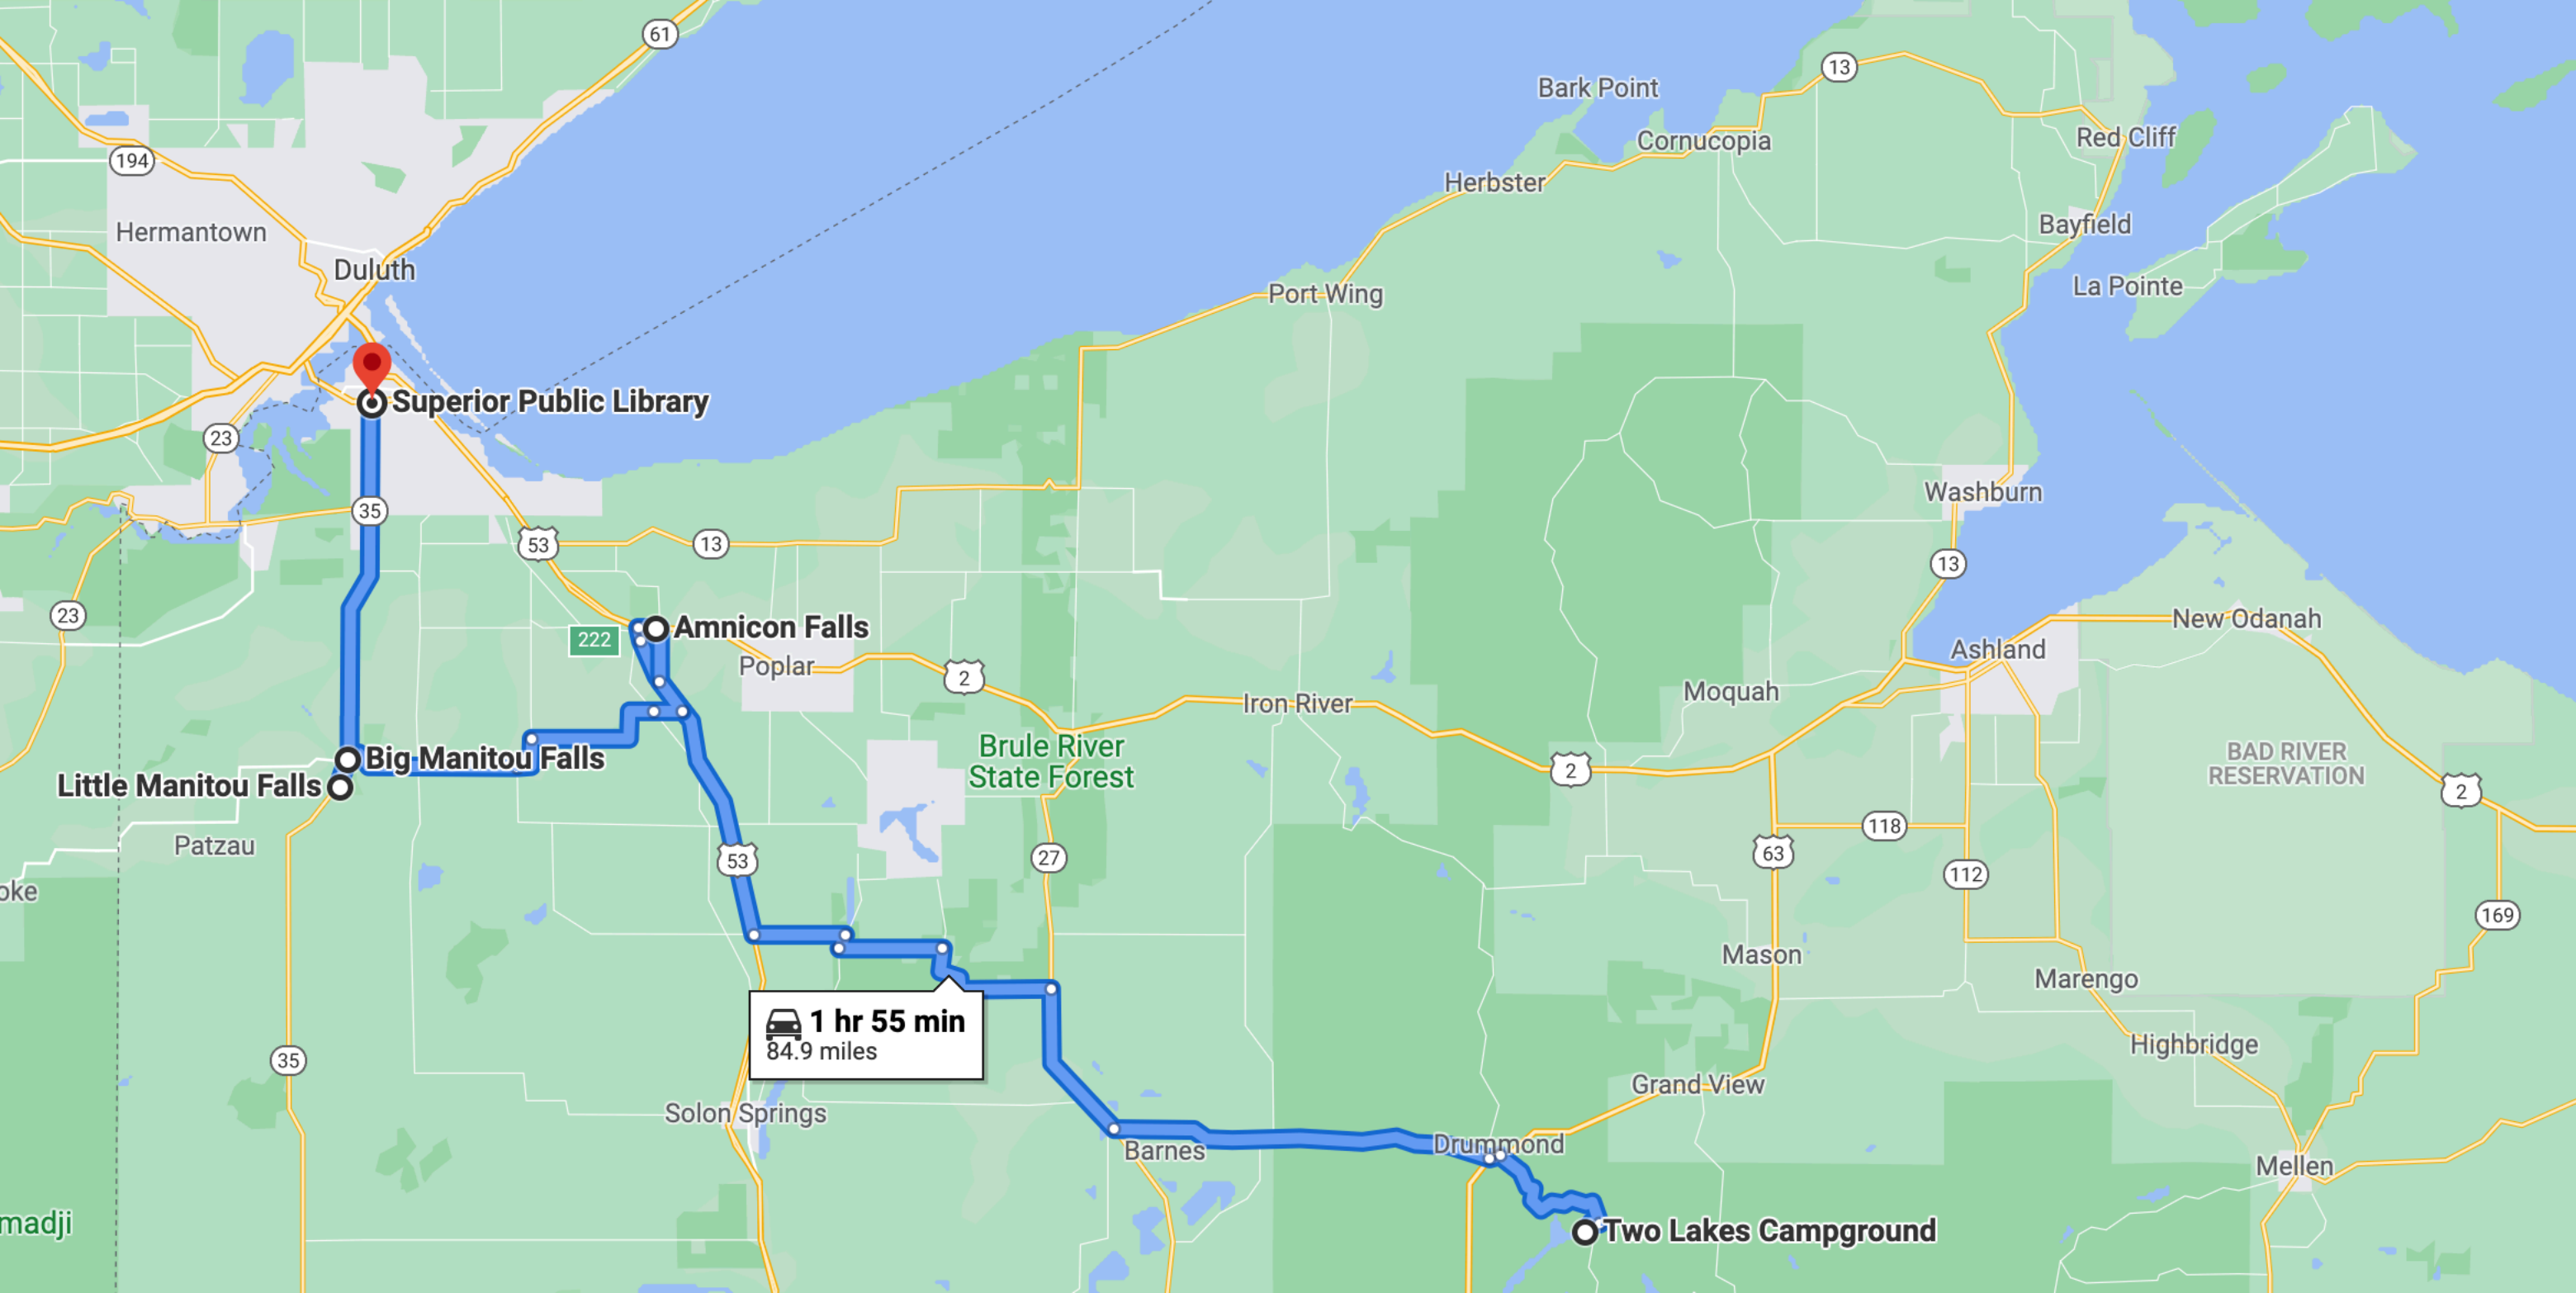 61
13
Bark Point
Cornucopia
Red Cliff
194
Herbster
Hermantown
Bayfield
Duluth
La Pointe
Port Wing
Superior Public Library
23
Washburn
35
53
13
13
23
Amnicon Falls
222
New Odanah
Ashland
Poplar
2
Moquah
Iron River
Brule River
State Forest
BAD RIVER
RESERVATION
Big Manitou Falls
2
Little Manitou Falls
2
118
Patzau
53
27
63
112
oke
169
Mason
Marengo
1 hr 55 min
84.9 miles
Highbridge
35
Grand View
Solon Springs
Drummond
Barnes
Mellen
madji
Two Lakes Campground